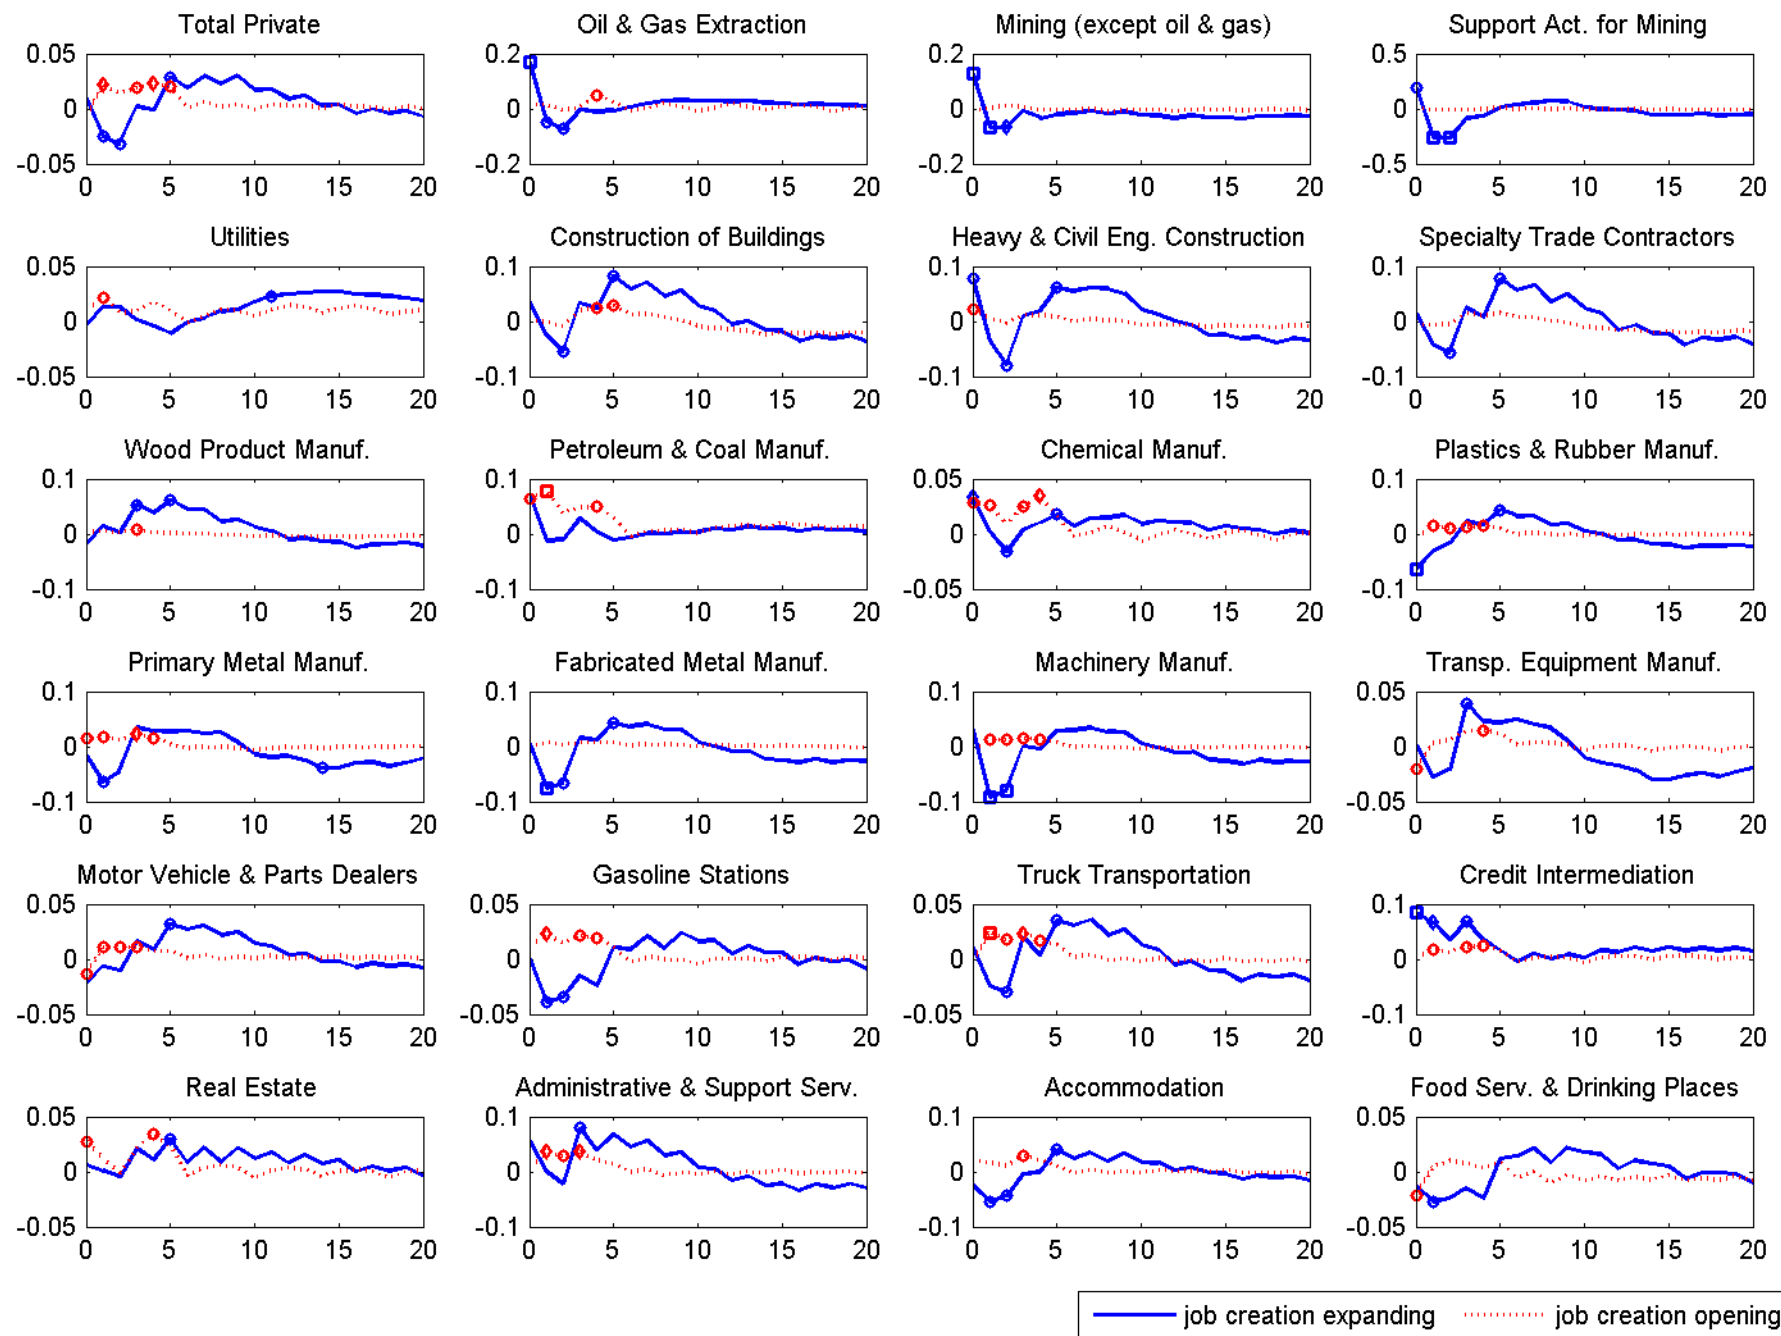 Total Private Oil & Gas Extraction Mining (except oil & gas) Support Act. for Mining
0.05 0.2 0.2 0.5
0 0 0 0
-0.05 -0.2 -0.2 -0.5
0 5 10 15 20 0 5 10 15 20 0 5 10 15 20 0 5 10 15 20
Utilities Construction of Buildings Heavy & Civil Eng. Construction Specialty Trade Contractors
0.05 0.1 0.1 0.1
0 0 0 0
-0.05 -0.1 -0.1 -0.1
0 5 10 15 20 0 5 10 15 20 0 5 10 15 20 0 5 10 15 20
Wood Product Manuf. Petroleum & Coal Manuf. Chemical Manuf. Plastics & Rubber Manuf.
0.1 0.1 0.05 0.1
0 0 0 0
-0.1 -0.1 -0.05 -0.1
0 5 10 15 20 0 5 10 15 20 0 5 10 15 20 0 5 10 15 20
Primary Metal Manuf. Fabricated Metal Manuf. Machinery Manuf. Transp. Equipment Manuf.
0.1 0.1 0.1 0.05
0 0 0 0
-0.1 -0.1 -0.1 -0.05
0 5 10 15 20 0 5 10 15 20 0 5 10 15 20 0 5 10 15 20
Motor Vehicle & Parts Dealers Gasoline Stations Truck Transportation Credit Intermediation
0.05 0.05 0.05 0.1
0 0 0 0
-0.05 -0.05 -0.05 -0.1
0 5 10 15 20 0 5 10 15 20 0 5 10 15 20 0 5 10 15 20
Real Estate Administrative & Support Serv. Accommodation Food Serv. & Drinking Places
0.05 0.1 0.1 0.05
0 0 0 0
-0.05 -0.1 -0.1 -0.05
0 5 10 15 20 0 5 10 15 20 0 5 10 15 20 0 5 10 15 20
job creation expanding job creation opening